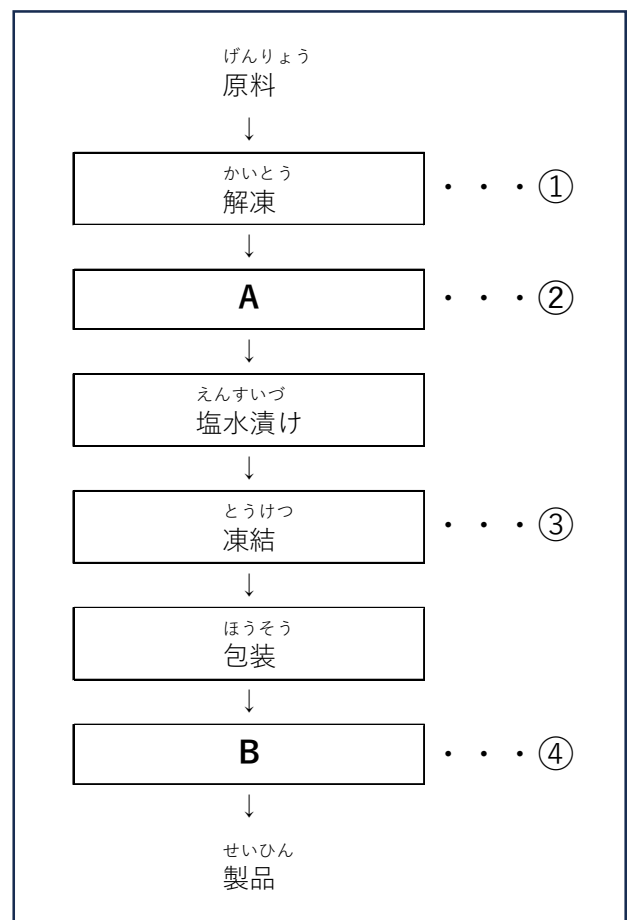 げんりょう
原料
↓
かいとう
解凍
・・・①
↓
A
・・・②
↓
えんすいづ
塩水漬け
↓
とうけつ
凍結
・・・③
↓
ほうそう
包装
↓
B
・・・④
↓
せいひん
製品